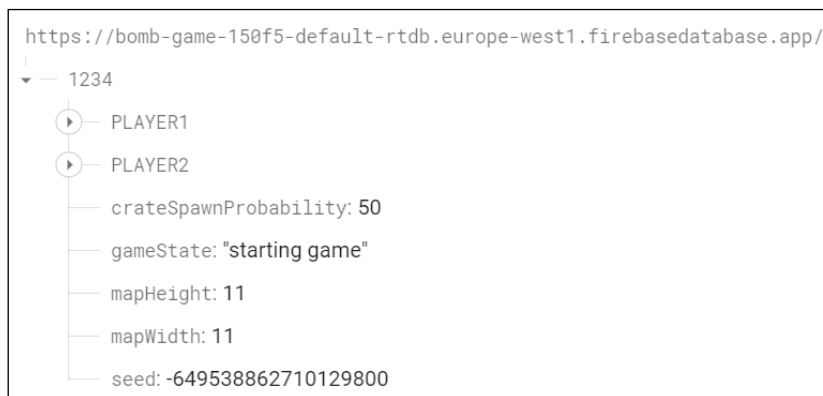 https://bomb-game-150f5-default-rtdb.europe-west1.firebasedatabase.app/
1234
PLAYER1
PLAYER2
crateSpawnProbability: 50
gameState: "starting game"
mapHeight: 11
mapWidth: 11
seed: -649538862710129800